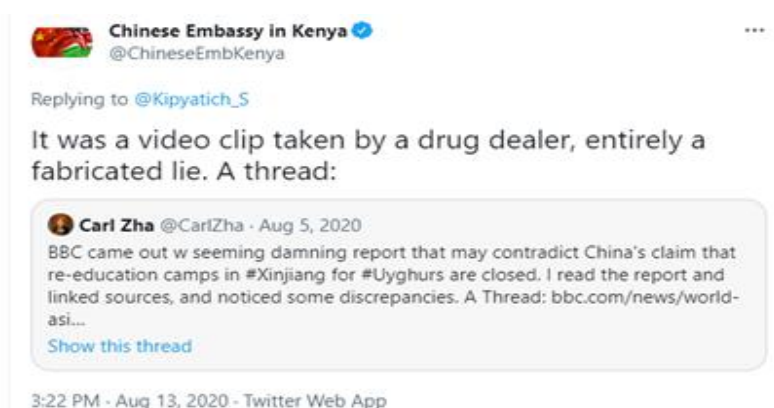 Chinese Embassy in Kenya
@ChineseEmbKenya
Replying to @Kipyatich_S
It was a video clip taken by a drug dealer, entirely a
fabricated lie. A thread:
Carl Zha @CarlZha · Aug 5, 2020
BBC came out w seeming damning report that may contradict China's claim that
re-education camps in #Xinjiang for #Uyghurs are closed. I read the report and
linked sources, and noticed some discrepancies. A Thread: bbc.com/news/world-
asi...
Show this thread
3:22 PM · Aug 13, 2020 · Twitter Web App